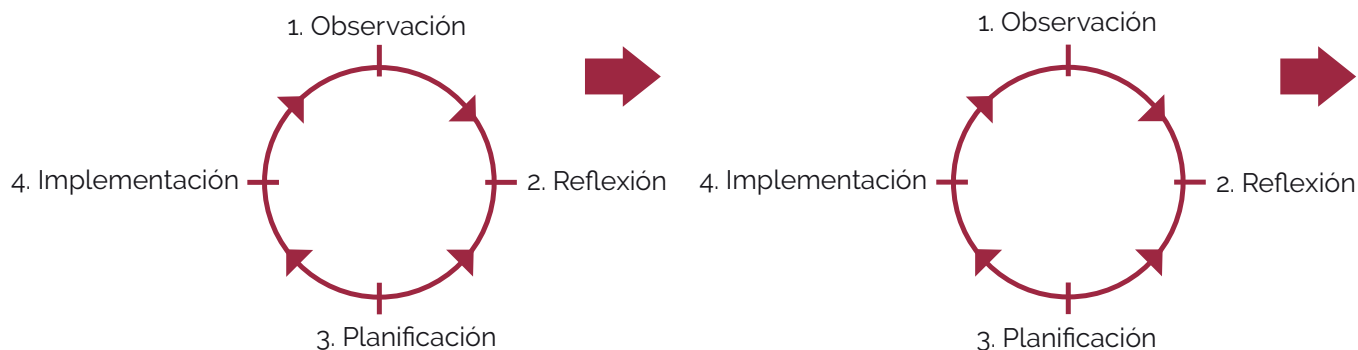 1. Observación
2. Reflexión
3. Planificación
4. Implementación
1. Observación
2. Reflexión
3. Planificación
4. Implementación